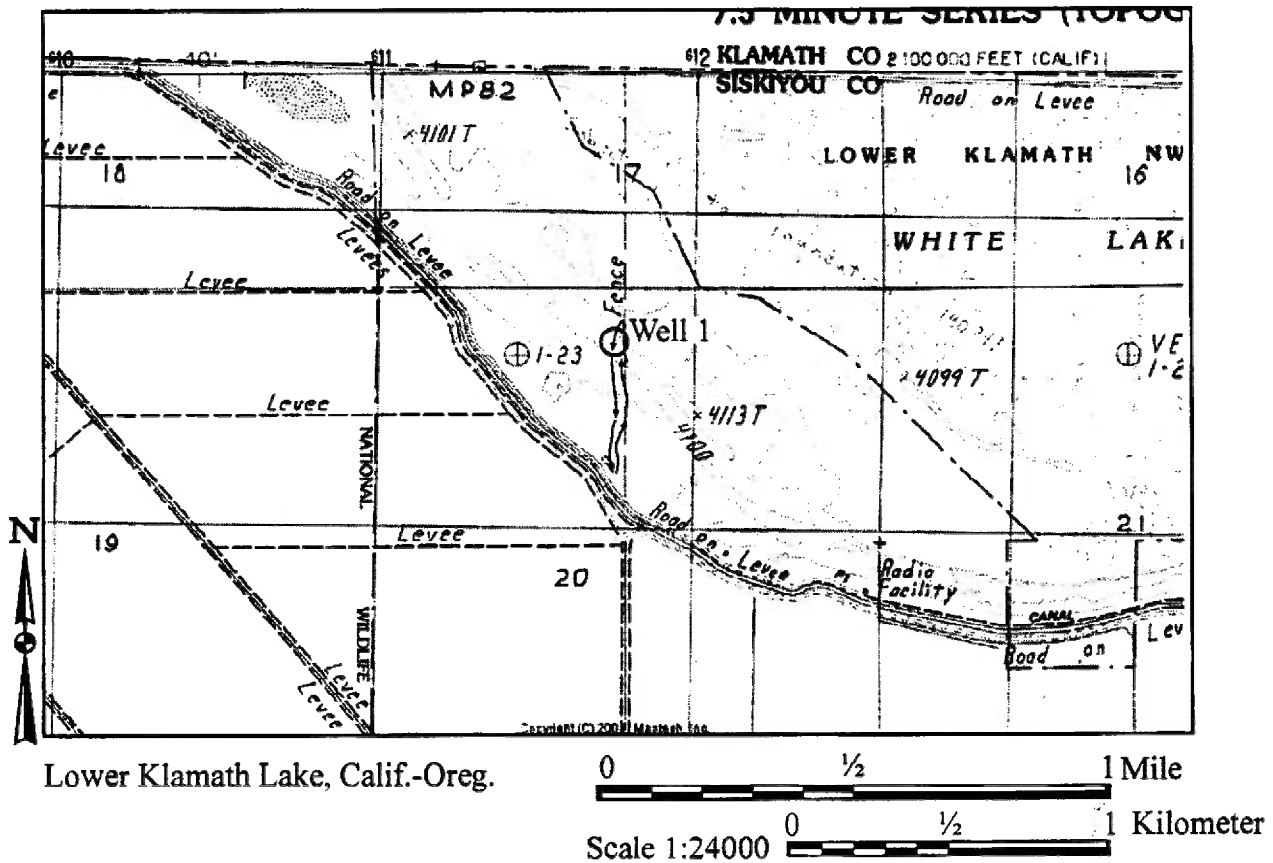 7.5 MINUTE SERIES (TOPOG
610 40' 611 612 KLAMATH CO 2 100 000 FEET (CALIF)
MP82 SISKIYOU CO Road on Levee
4101 T
Levee LOWER KLAMATH NW
18 17 16
Road on Levee
Levees WHITE LAK
Levee Fence
Well 1
1-23 VE
1-2
4099 T
Levee 4113 T
4100
NATIONAL
Levee Road on Levee 21
19 20 Radio
Facility
WILDLIFE CANAL
Levee Road on Lev
Levee
N
Lower Klamath Lake, Calif.-Oreg.
0 ½ 1 Mile
0 ½ 1 Kilometer
Scale 1:24000